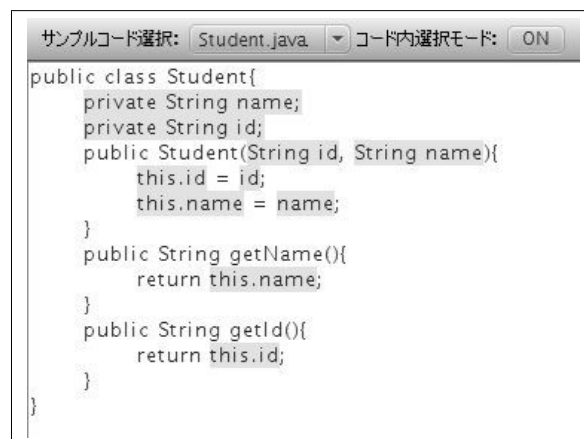 サンプルコード選択: Student.java コード内選択モード: ON
public class Student{
private String name;
private String id;
public Student(String id, String name){
this.id = id;
this.name = name;
}
public String getName(){
return this.name;
}
public String getId(){
return this.id;
}
}